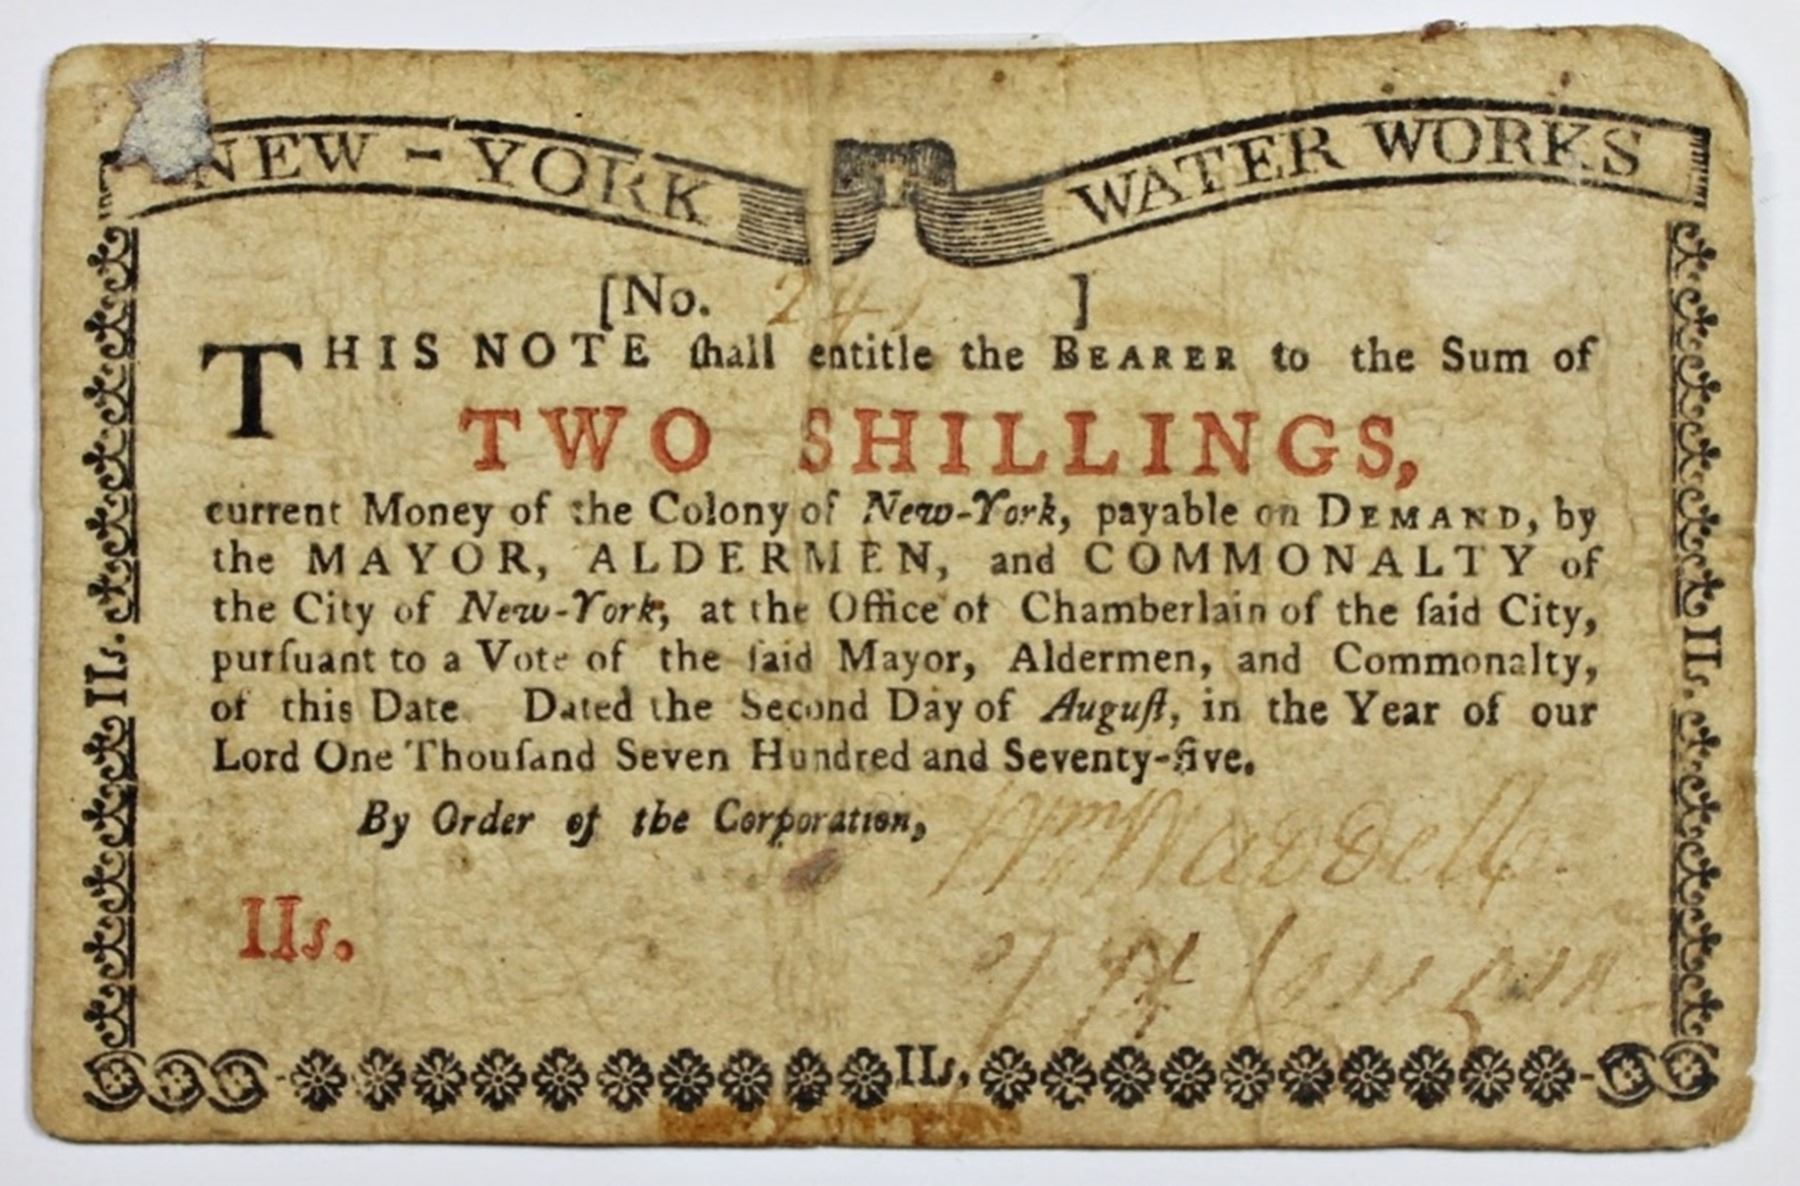 NEW-YORK WATER WORKS
[No. 24 ]
THIS NOTE ſhall entitle the BEARER to the Sum of
TWO SHILLINGS,
current Money of the Colony of New-York, payable on DEMAND, by
the MAYOR, ALDERMEN, and COMMONALTY of
the City of New-York, at the Office of Chamberlain of the ſaid City,
purſuant to a Vote of the ſaid Mayor, Aldermen, and Commonalty,
of this Date. Dated the Second Day of Auguſt, in the Year of our
Lord One Thouſand Seven Hundred and Seventy-five.
By Order of the Corporation, Wm Waddell
IIs.
IIs.
IIs.
IIs.